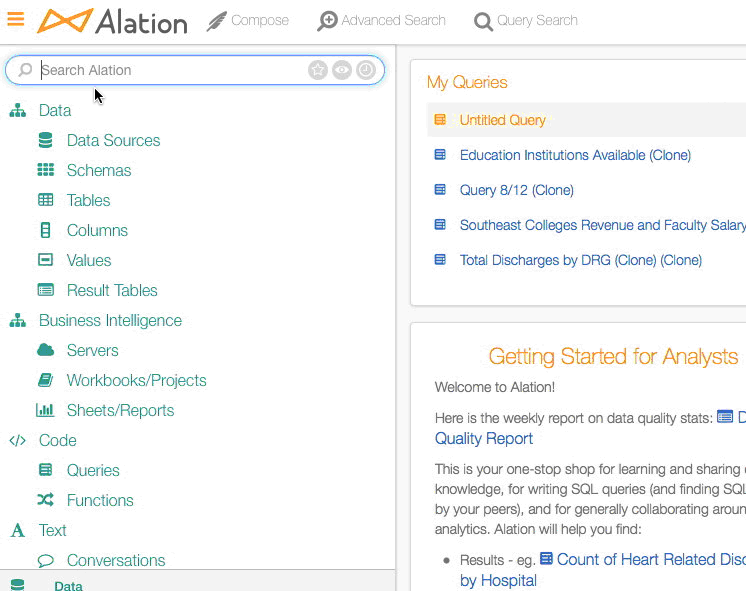 Alation
Compose
Advanced Search
Query Search
Search Alation
Data
Data Sources
Schemas
Tables
Columns
Values
Result Tables
Business Intelligence
Servers
Workbooks/Projects
Sheets/Reports
Code
Queries
Functions
Text
Conversations
Data
My Queries
Untitled Query
Education Institutions Available (Clone)
Query 8/12 (Clone)
Southeast Colleges Revenue and Faculty Salary
Total Discharges by DRG (Clone) (Clone)
Getting Started for Analysts
Welcome to Alation!
Here is the weekly report on data quality stats: D
Quality Report
This is your one-stop shop for learning and sharing
knowledge, for writing SQL queries (and finding SQL
by your peers), and for generally collaborating aroun
analytics. Alation will help you find:
Results - eg. Count of Heart Related Disc
by Hospital